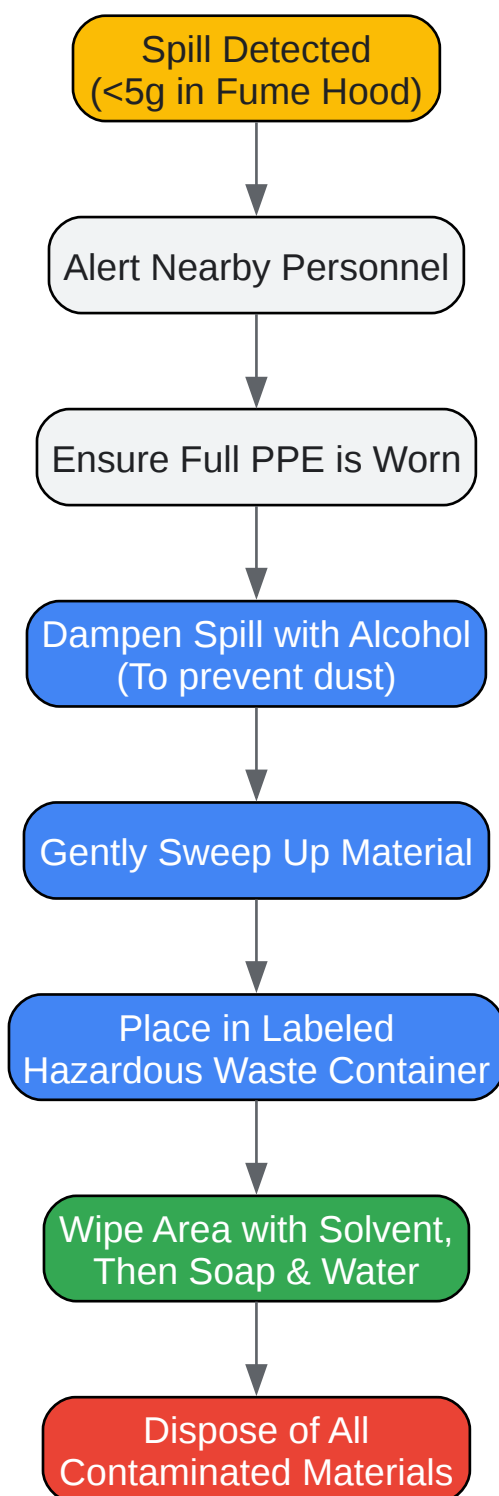 Spill Detected
(<5g in Fume Hood)
Alert Nearby Personnel
Ensure Full PPE is Worn
Dampen Spill with Alcohol
(To prevent dust)
Gently Sweep Up Material
Place in Labeled
Hazardous Waste Container
Wipe Area with Solvent,
Then Soap & Water
Dispose of All
Contaminated Materials